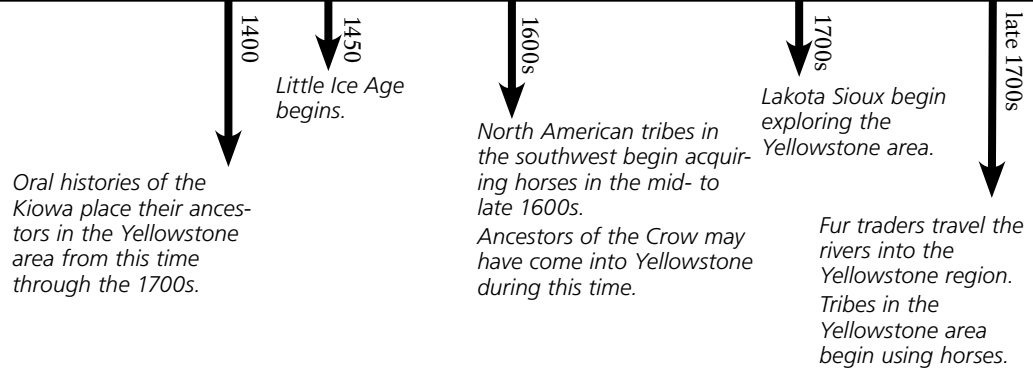 1400
Oral histories of the
Kiowa place their ances-
tors in the Yellowstone
area from this time
through the 1700s.
1450
Little Ice Age
begins.
1600s
North American tribes in
the southwest begin acquir-
ing horses in the mid- to
late 1600s.
Ancestors of the Crow may
have come into Yellowstone
during this time.
1700s
Lakota Sioux begin
exploring the
Yellowstone area.
late 1700s
Fur traders travel the
rivers into the
Yellowstone region.
Tribes in the
Yellowstone area
begin using horses.